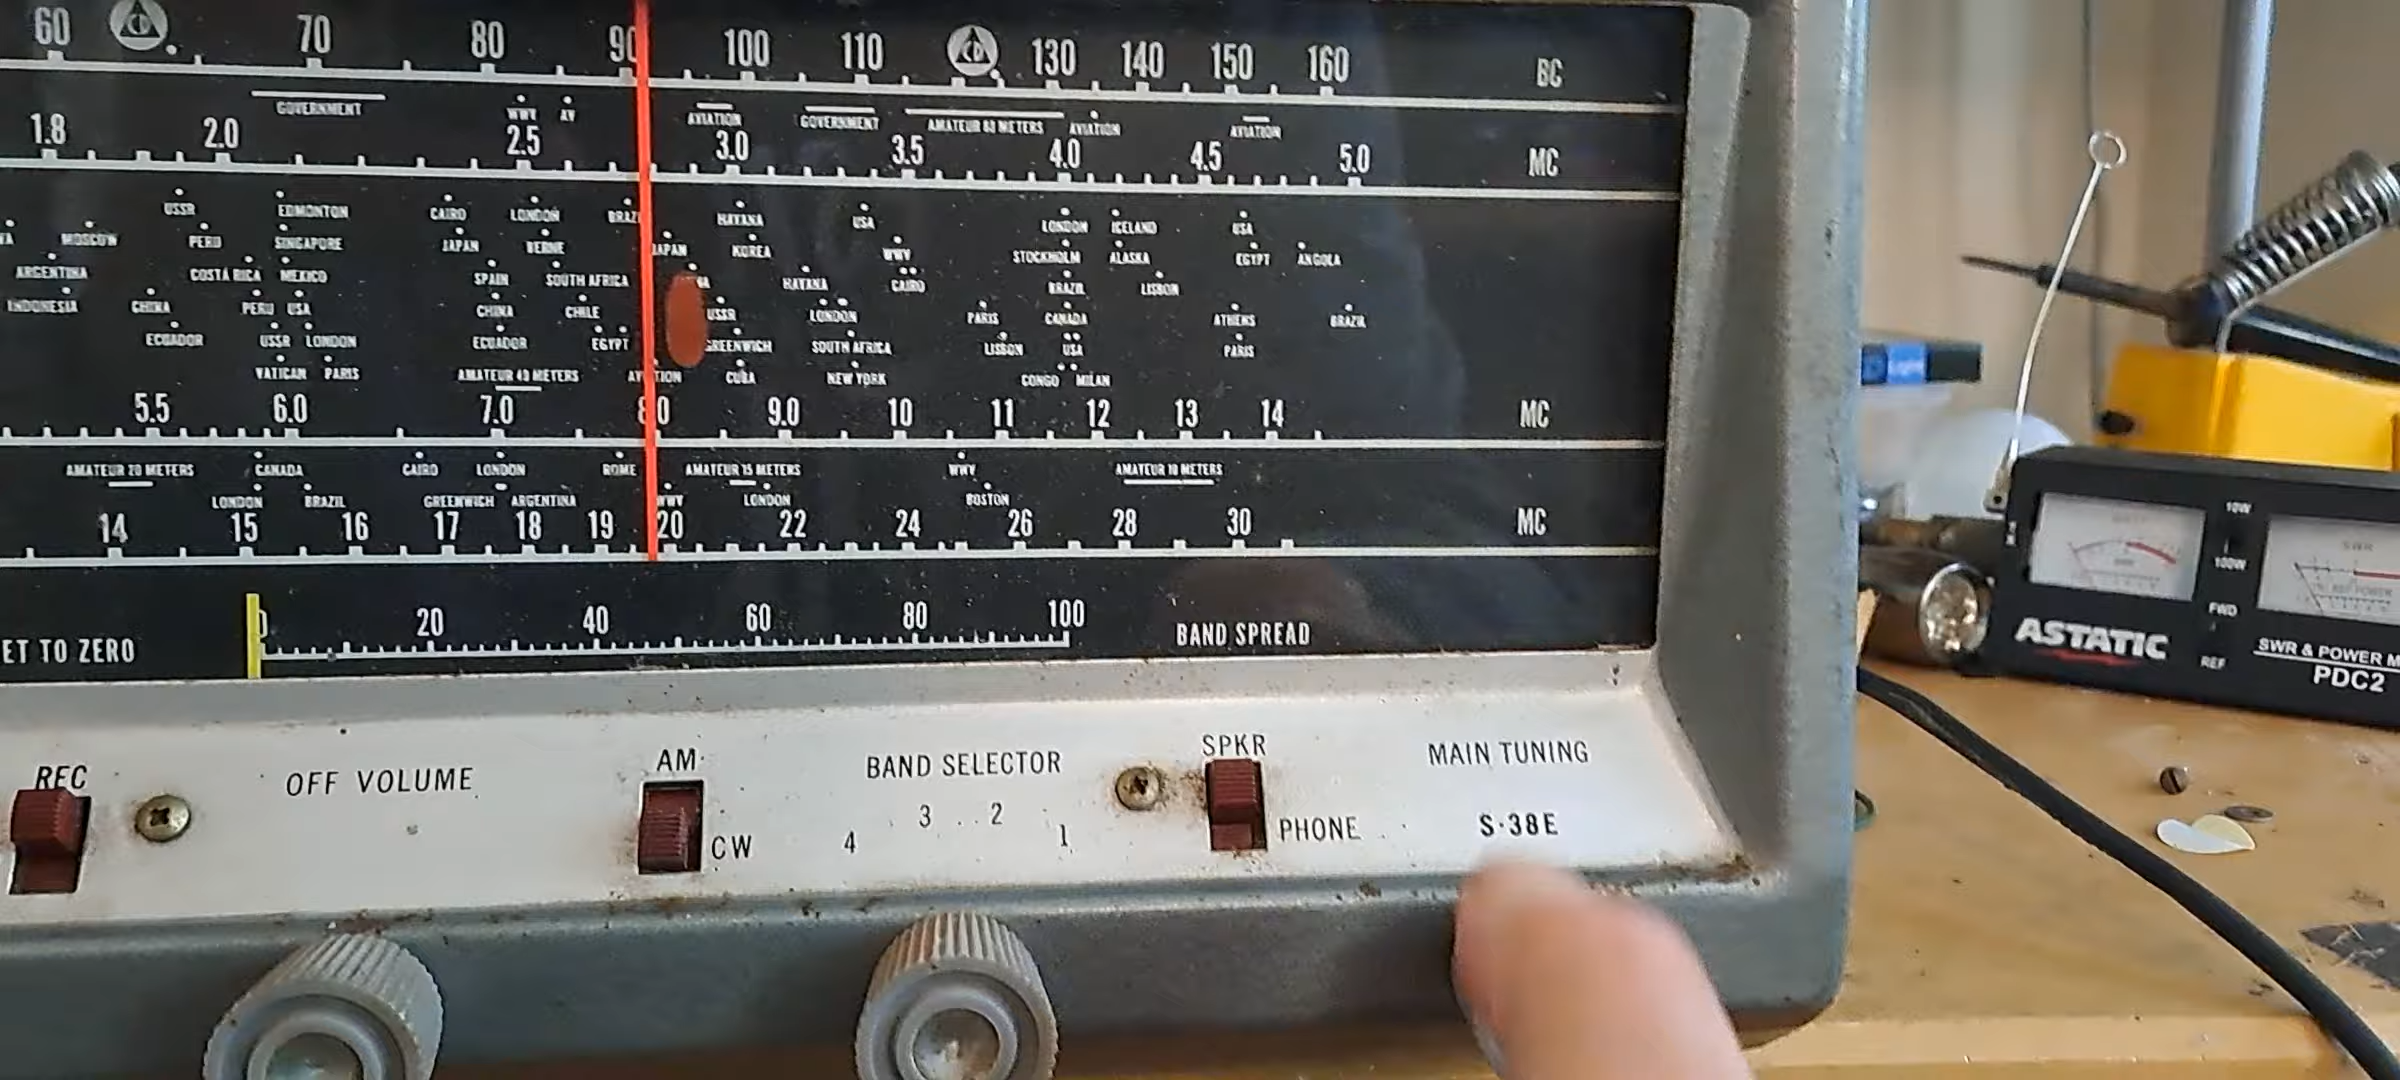 60 CD 70 80 90 100 110 CD 130 140 150 160 BC
GOVERNMENT WWV AV AVIATION GOVERNMENT AMATEUR 80 METERS AVIATION AVIATION
1.8 2.0 2.5 3.0 3.5 4.0 4.5 5.0 MC
USSR EDMONTON CAIRO LONDON BRAZ HAVANA USA LONDON ICELAND USA
MOSCOW PERU SINGAPORE JAPAN BERNE JAPAN KOREA WWV STOCKHOLM ALASKA EGYPT ANGOLA
ARGENTINA COSTA RICA MEXICO SPAIN SOUTH AFRICA HAVANA CAIRO BRAZIL LISBON
INDONESIA CHINA PERU USA CHINA CHILE USSR LONDON PARIS CANADA ATHENS BRAZIL
ECUADOR USSR LONDON ECUADOR EGYPT GREENWICH SOUTH AFRICA LISBON USA PARIS
VATICAN PARIS AMATEUR 40 METERS AVIATION CUBA NEW YORK CONGO MILAN
5.5 6.0 7.0 8.0 9.0 10 11 12 13 14 MC
AMATEUR 20 METERS CANADA CAIRO LONDON ROME AMATEUR 15 METERS WWV AMATEUR 10 METERS
LONDON BRAZIL GREENWICH ARGENTINA WWV LONDON BOSTON
14 15 16 17 18 19 20 22 24 26 28 30 MC
ET TO ZERO 0 20 40 60 80 100 BAND SPREAD
REC OFF VOLUME AM CW BAND SELECTOR SPKR PHONE MAIN TUNING
4 3 2 1
S·38E
10W
100W
FWD
REF
SWR
ASTATIC
SWR & POWER M
PDC2